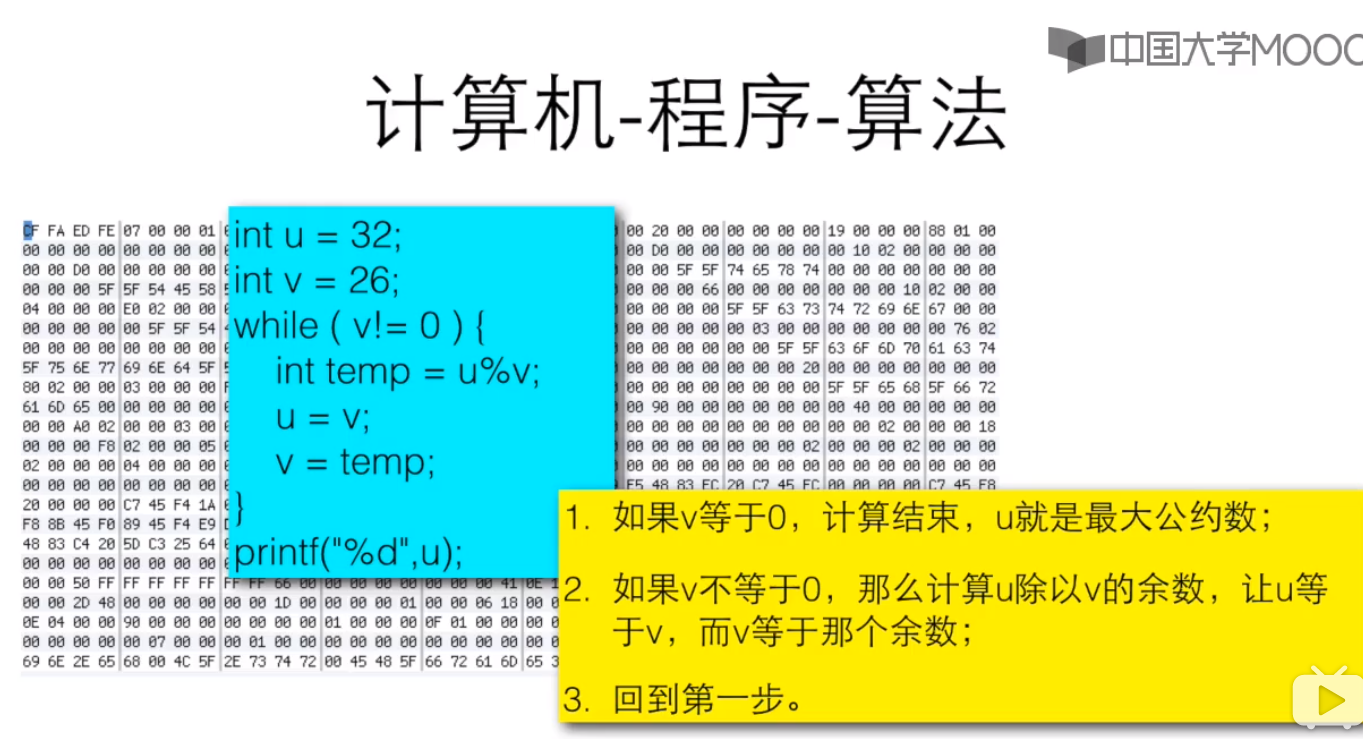 中国大学MOOC
计算机-程序-算法
CF FA ED FE 07 00 00 01
00 00 00 00 00 00 00 00
00 00 D0 00 00 00 00 00
00 00 00 5F 5F 54 45 58
04 00 00 00 E0 02 00 00
00 00 00 00 00 5F 5F 54
00 00 00 00 00 00 00 00
5F 75 6E 77 69 6E 64 5F
80 02 00 00 03 00 00 00
61 6D 65 00 00 00 00 00
00 00 A0 02 00 00 03 00
00 00 00 F8 02 00 00 05
02 00 00 00 04 00 00 00
00 00 00 00 00 00 00 00
20 00 00 00 C7 45 F4 1A
F8 8B 45 F0 89 45 F4 E9
48 83 C4 20 5D C3 25 64
00 00 00 00 00 00 00 00
00 00 50 FF FF FF FF FF FF FF 66 00 00 00 00 00 00 00 00 41 0E
00 00 2D 48 00 00 00 00 00 00 1D 00 00 00 00 01 00 00 06 18 00
0E 04 00 00 90 00 00 00 00 00 00 00 01 00 00 00 0F 01 00 00 00
00 00 00 00 00 07 00 00 00 01 00 00 00 00 00 00 00 00 00 00 00
69 6E 2E 65 68 00 4C 5F 2E 73 74 72 00 45 48 5F 66 72 61 6D 65
int u = 32;
int v = 26;
while ( v!= 0 ) {
int temp = u%v;
u = v;
v = temp;
}
printf("%d",u);
00 20 00 00 00 00 00 00 19 00 00 00 88 01 00
00 D0 00 00 00 00 00 00 00 10 02 00 00 00 00
00 00 5F 5F 74 65 78 74 00 00 00 00 00 00 00
00 00 00 66 00 00 00 00 00 00 00 10 02 00 00
00 00 00 00 5F 5F 63 73 74 72 69 6E 67 00 00
00 00 00 00 00 03 00 00 00 00 00 00 00 76 02
00 00 00 00 00 00 5F 5F 63 6F 6D 70 61 63 74
00 00 00 00 00 00 00 20 00 00 00 00 00 00 00
00 00 00 00 00 00 00 00 5F 5F 65 68 5F 66 72
00 90 00 00 00 00 00 00 00 40 00 00 00 00 00
00 00 00 00 00 00 00 00 00 00 02 00 00 00 18
00 00 00 00 00 00 00 02 00 00 00 02 00 00 00
00 00 00 00 00 00 00 00 00 00 00 00 00 00 00
E5 48 83 EC 20 C7 45 FC 00 00 00 00 C7 45 F8
1. 如果v等于0，计算结束，u就是最大公约数；
2. 如果v不等于0，那么计算u除以v的余数，让u等
于v，而v等于那个余数；
3. 回到第一步。